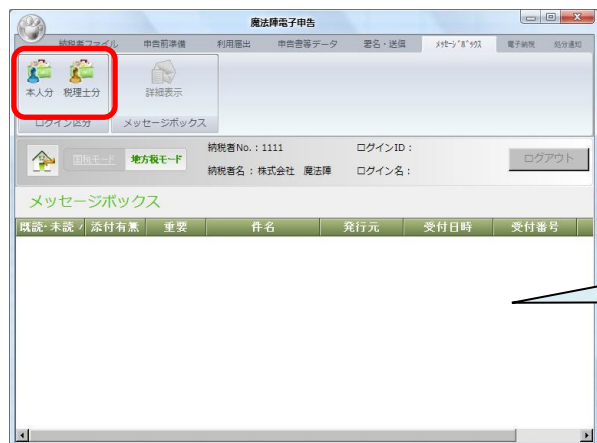 魔法陣電子申告
納税者ファイル 申告前準備 利用届出 申告書等データ 署名・送信 ﾒｯｾｰｼﾞﾎﾞｯｸｽ 電子納税 処分通知
本人分 税理士分 詳細表示
ログイン区分 メッセージボックス
国税モード 地方税モード
納税者No.：1111 ログインID：
納税者名：株式会社 魔法陣 ログイン名：
ログアウト
メッセージボックス
既読・未読 添付有無 重要 件名 発行元 受付日時 受付番号